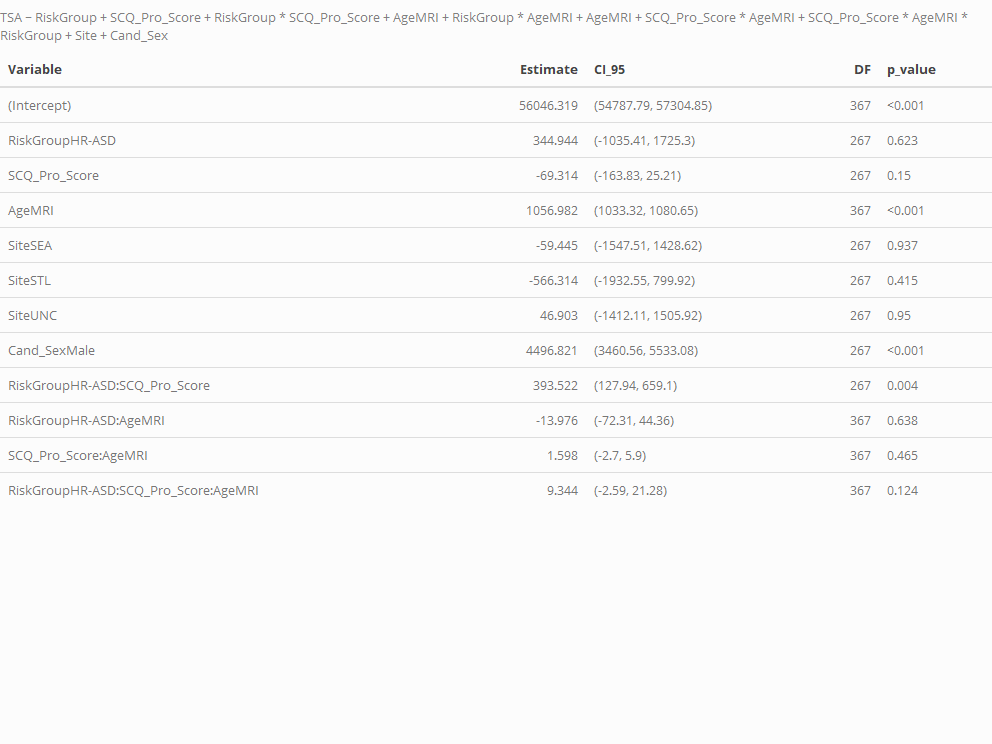 TSA ~ RiskGroup + SCQ_Pro_Score + RiskGroup * SCQ_Pro_Score + AgeMRI + RiskGroup * AgeMRI + AgeMRI + SCQ_Pro_Score * AgeMRI + SCQ_Pro_Score * AgeMRI *
RiskGroup + Site + Cand_Sex
Variable Estimate CI_95 DF p_value
(Intercept) 56046.319 (54787.79, 57304.85) 367 <0.001
RiskGroupHR-ASD 344.944 (-1035.41, 1725.3) 267 0.623
SCQ_Pro_Score -69.314 (-163.83, 25.21) 267 0.15
AgeMRI 1056.982 (1033.32, 1080.65) 367 <0.001
SiteSEA -59.445 (-1547.51, 1428.62) 267 0.937
SiteSTL -566.314 (-1932.55, 799.92) 267 0.415
SiteUNC 46.903 (-1412.11, 1505.92) 267 0.95
Cand_SexMale 4496.821 (3460.56, 5533.08) 267 <0.001
RiskGroupHR-ASD:SCQ_Pro_Score 393.522 (127.94, 659.1) 267 0.004
RiskGroupHR-ASD:AgeMRI -13.976 (-72.31, 44.36) 367 0.638
SCQ_Pro_Score:AgeMRI 1.598 (-2.7, 5.9) 367 0.465
RiskGroupHR-ASD:SCQ_Pro_Score:AgeMRI 9.344 (-2.59, 21.28) 367 0.124